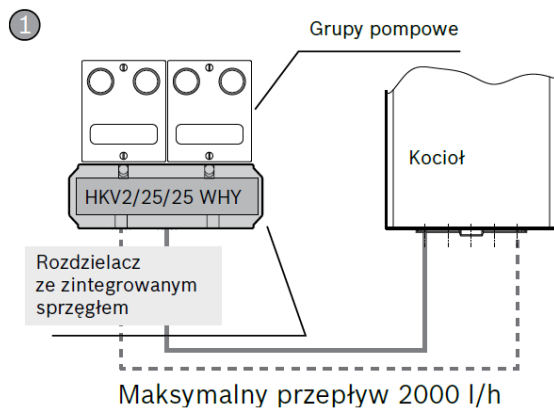 1
Grupy pompowe
Kocioł
HKV2/25/25 WHY
Rozdzielacz
ze zintegrowanym
sprzęgłem
Maksymalny przepływ 2000 l/h